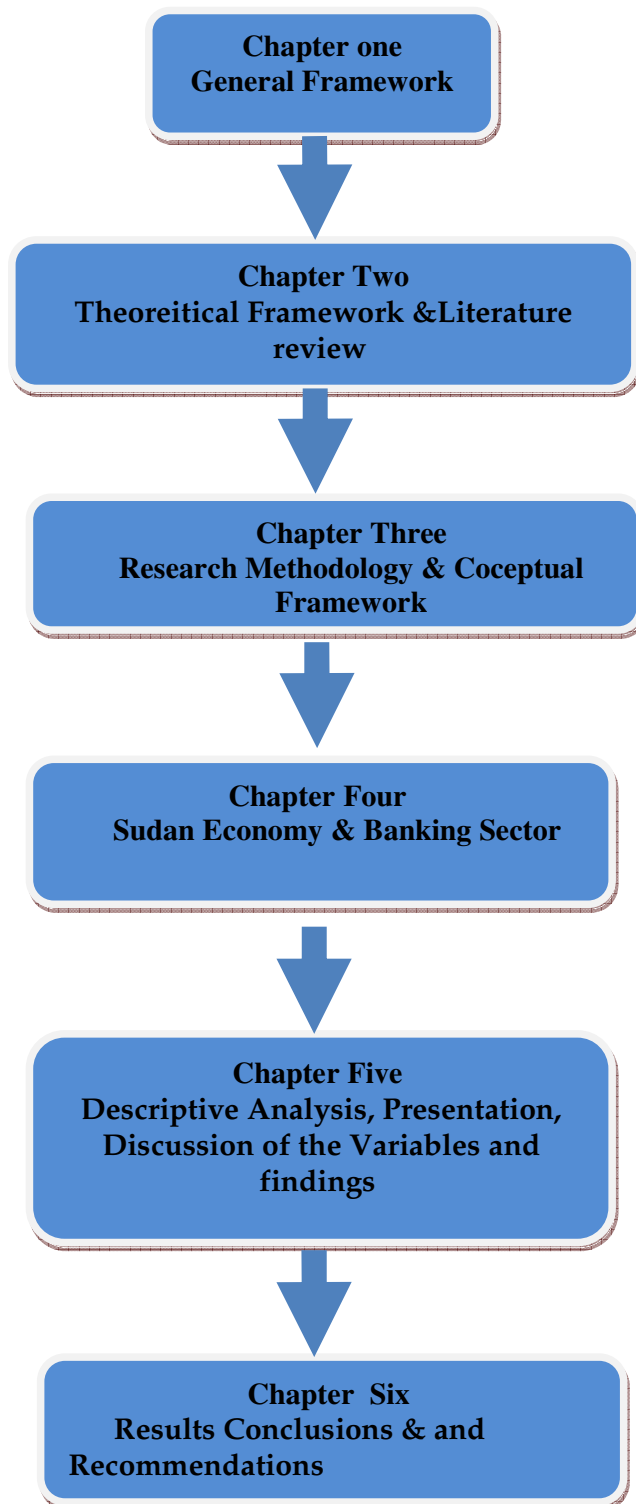 Chapter one
General Framework
Chapter Two
Theoreitical Framework &Literature
review
Chapter Three
Research Methodology & Coceptual
Framework
Chapter Four
Sudan Economy & Banking Sector
Chapter Five
Descriptive Analysis, Presentation,
Discussion of the Variables and
findings
Chapter Six
Results Conclusions & and
Recommendations